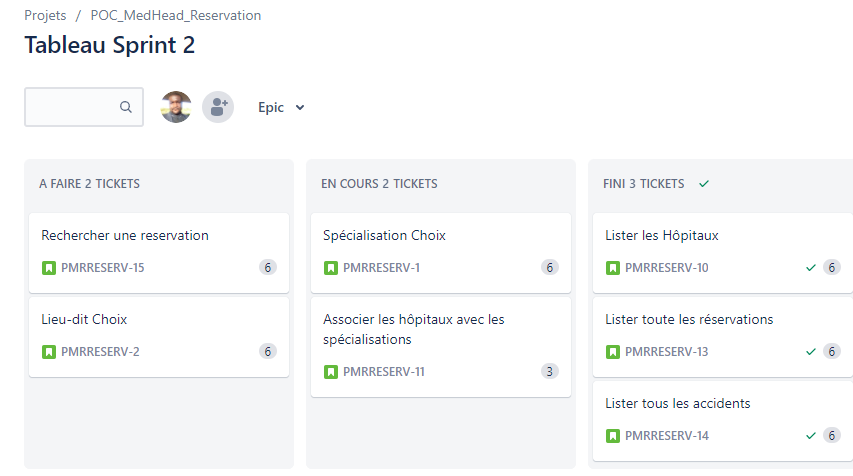 Projets / POC_MedHead_Reservation
Tableau Sprint 2
Epic
A FAIRE 2 TICKETS
Rechercher une reservation
PMRRESERV-15 6
Lieu-dit Choix
PMRRESERV-2 6
EN COURS 2 TICKETS
Spécialisation Choix
PMRRESERV-1 6
Associer les hôpitaux avec les
spécialisations
PMRRESERV-11 3
FINI 3 TICKETS
Lister les Hôpitaux
PMRRESERV-10 6
Lister toute les réservations
PMRRESERV-13 6
Lister tous les accidents
PMRRESERV-14 6